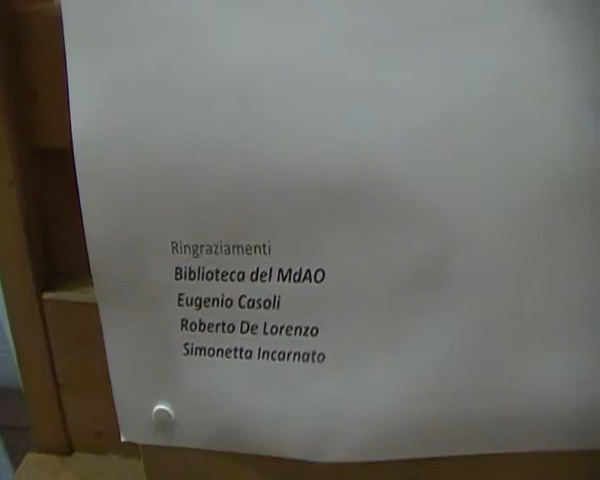 Ringraziamenti
Biblioteca del MdAO
Eugenio Casoli
Roberto De Lorenzo
Simonetta Incarnato